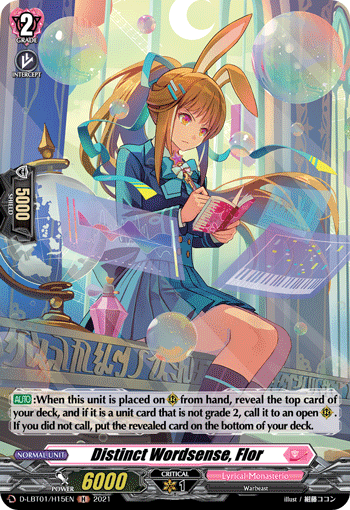 2
GRADE
INTERCEPT
5000
SHIELD
AUTO:When this unit is placed on from hand, reveal the top card of
your deck, and if it is a unit card that is not grade 2, call it to an open .
If you did not call, put the revealed card on the bottom of your deck.
NORMAL UNIT
Distinct Wordsense, Flor
Lyrical Monasterio
Warbeast
POWER 6000
CRITICAL
1
D-LBT01/H15EN H 2021
illust / 組藤ココン